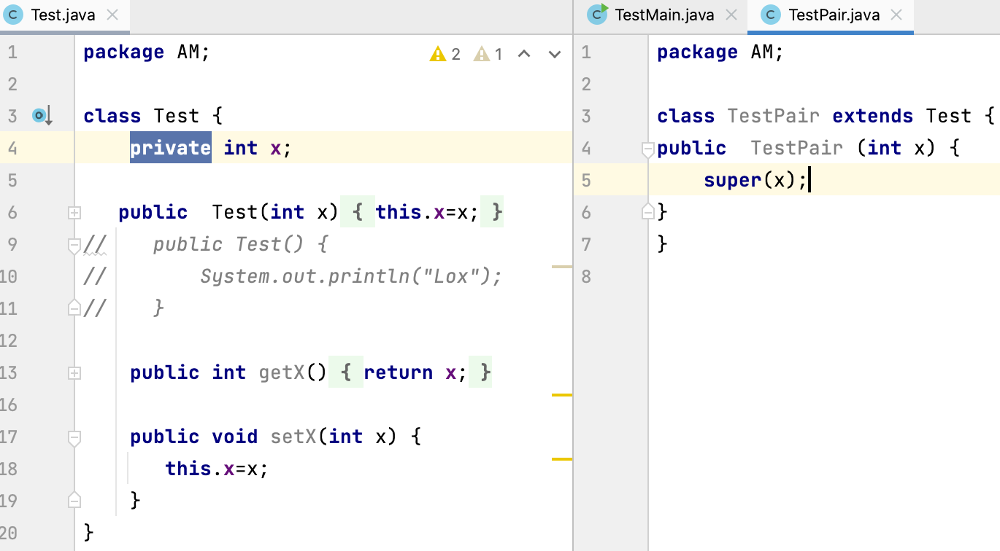 Test.java
1 package AM;
2
3 class Test {
4 private int x;
5
6 public Test(int x) { this.x=x; }
9 // public Test() {
10 // System.out.println("Lox");
11 // }
12
13 public int getX() { return x; }
16
17 public void setX(int x) {
18 this.x=x;
19 }
20 }
2 1
TestMain.java TestPair.java
1 package AM;
2
3 class TestPair extends Test {
4 public TestPair (int x) {
5 super(x);
6 }
7 }
8